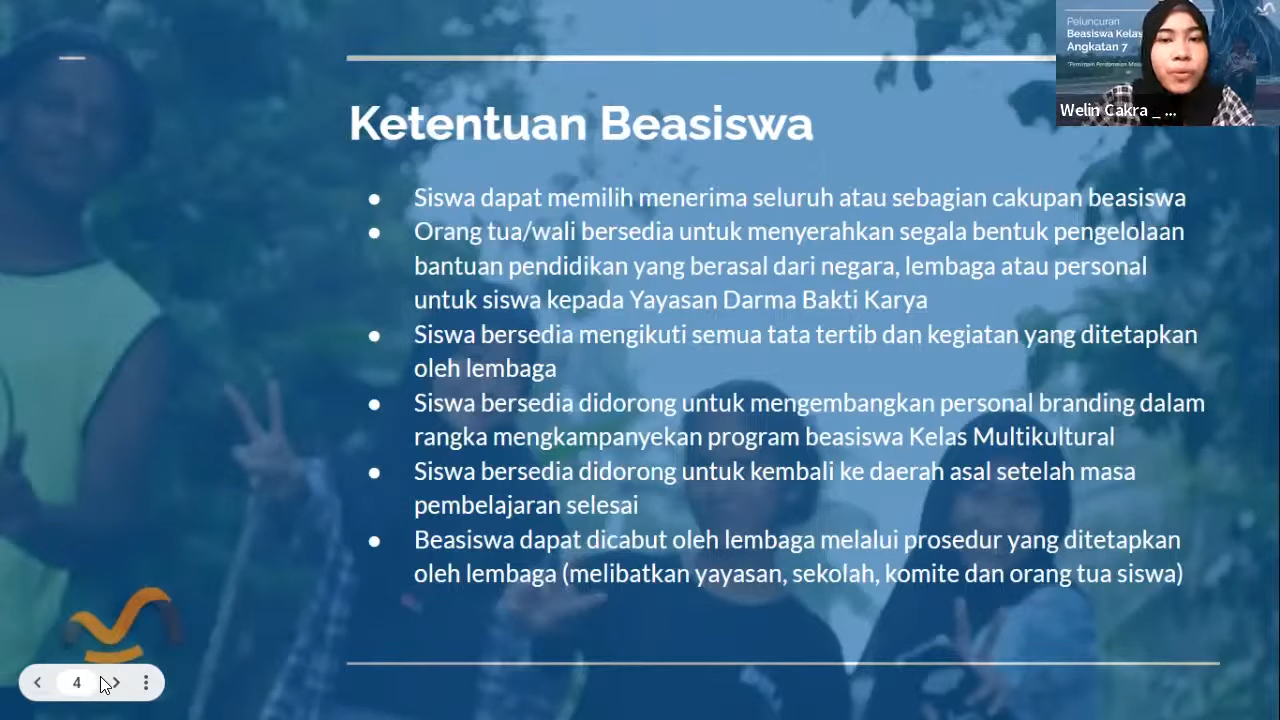 Peluncuran
Beasiswa Kelas
Angkatan 7
Welin Cakra _ ...
Ketentuan Beasiswa
● Siswa dapat memilih menerima seluruh atau sebagian cakupan beasiswa
● Orang tua/wali bersedia untuk menyerahkan segala bentuk pengelolaan
bantuan pendidikan yang berasal dari negara, lembaga atau personal
untuk siswa kepada Yayasan Darma Bakti Karya
● Siswa bersedia mengikuti semua tata tertib dan kegiatan yang ditetapkan
oleh lembaga
● Siswa bersedia didorong untuk mengembangkan personal branding dalam
rangka mengkampanyekan program beasiswa Kelas Multikultural
● Siswa bersedia didorong untuk kembali ke daerah asal setelah masa
pembelajaran selesai
● Beasiswa dapat dicabut oleh lembaga melalui prosedur yang ditetapkan
oleh lembaga (melibatkan yayasan, sekolah, komite dan orang tua siswa)
4